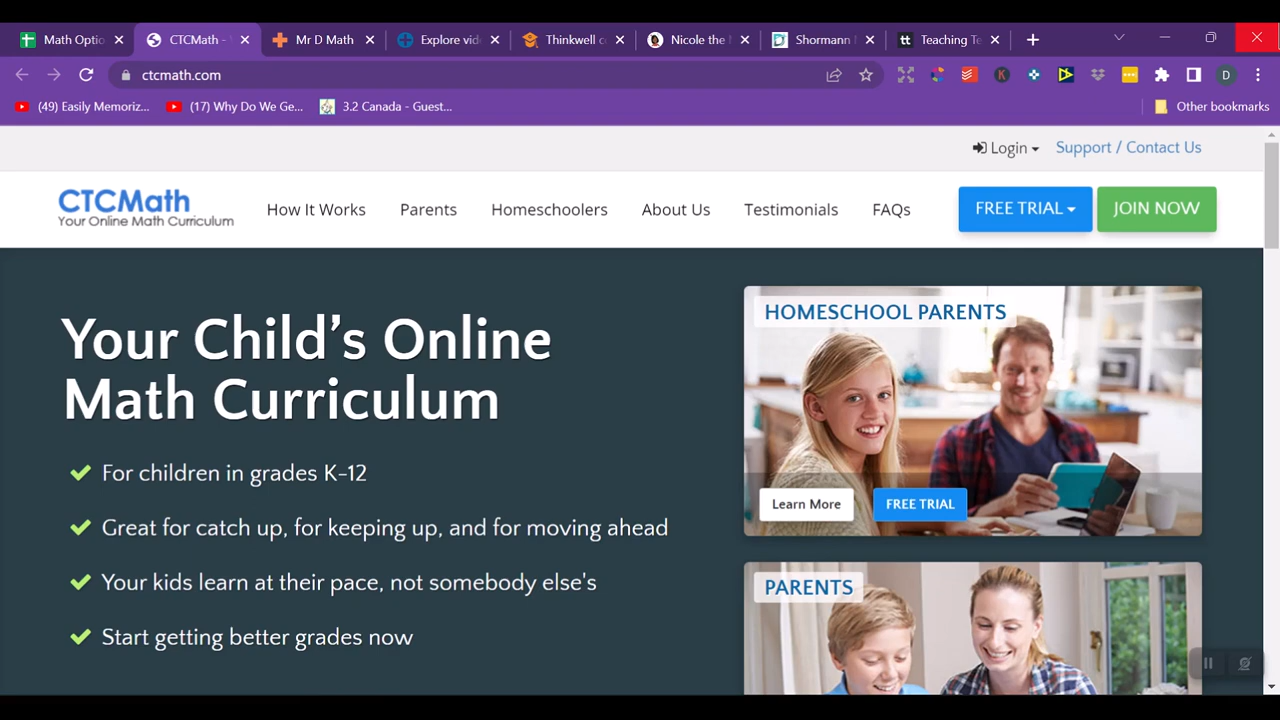 Math Optio
CTCMath -
Mr D Math
Explore vid
Thinkwell c
Nicole the
Shormann
Teaching Te
ctcmath.com
D
(49) Easily Memoriz...
(17) Why Do We Ge...
3.2 Canada - Guest...
Other bookmarks
Login
Support / Contact Us
CTCMath
Your Online Math Curriculum
How It Works
Parents
Homeschoolers
About Us
Testimonials
FAQs
FREE TRIAL
JOIN NOW
Your Child's Online
Math Curriculum
For children in grades K-12
Great for catch up, for keeping up, and for moving ahead
Your kids learn at their pace, not somebody else's
Start getting better grades now
HOMESCHOOL PARENTS
Learn More
FREE TRIAL
PARENTS